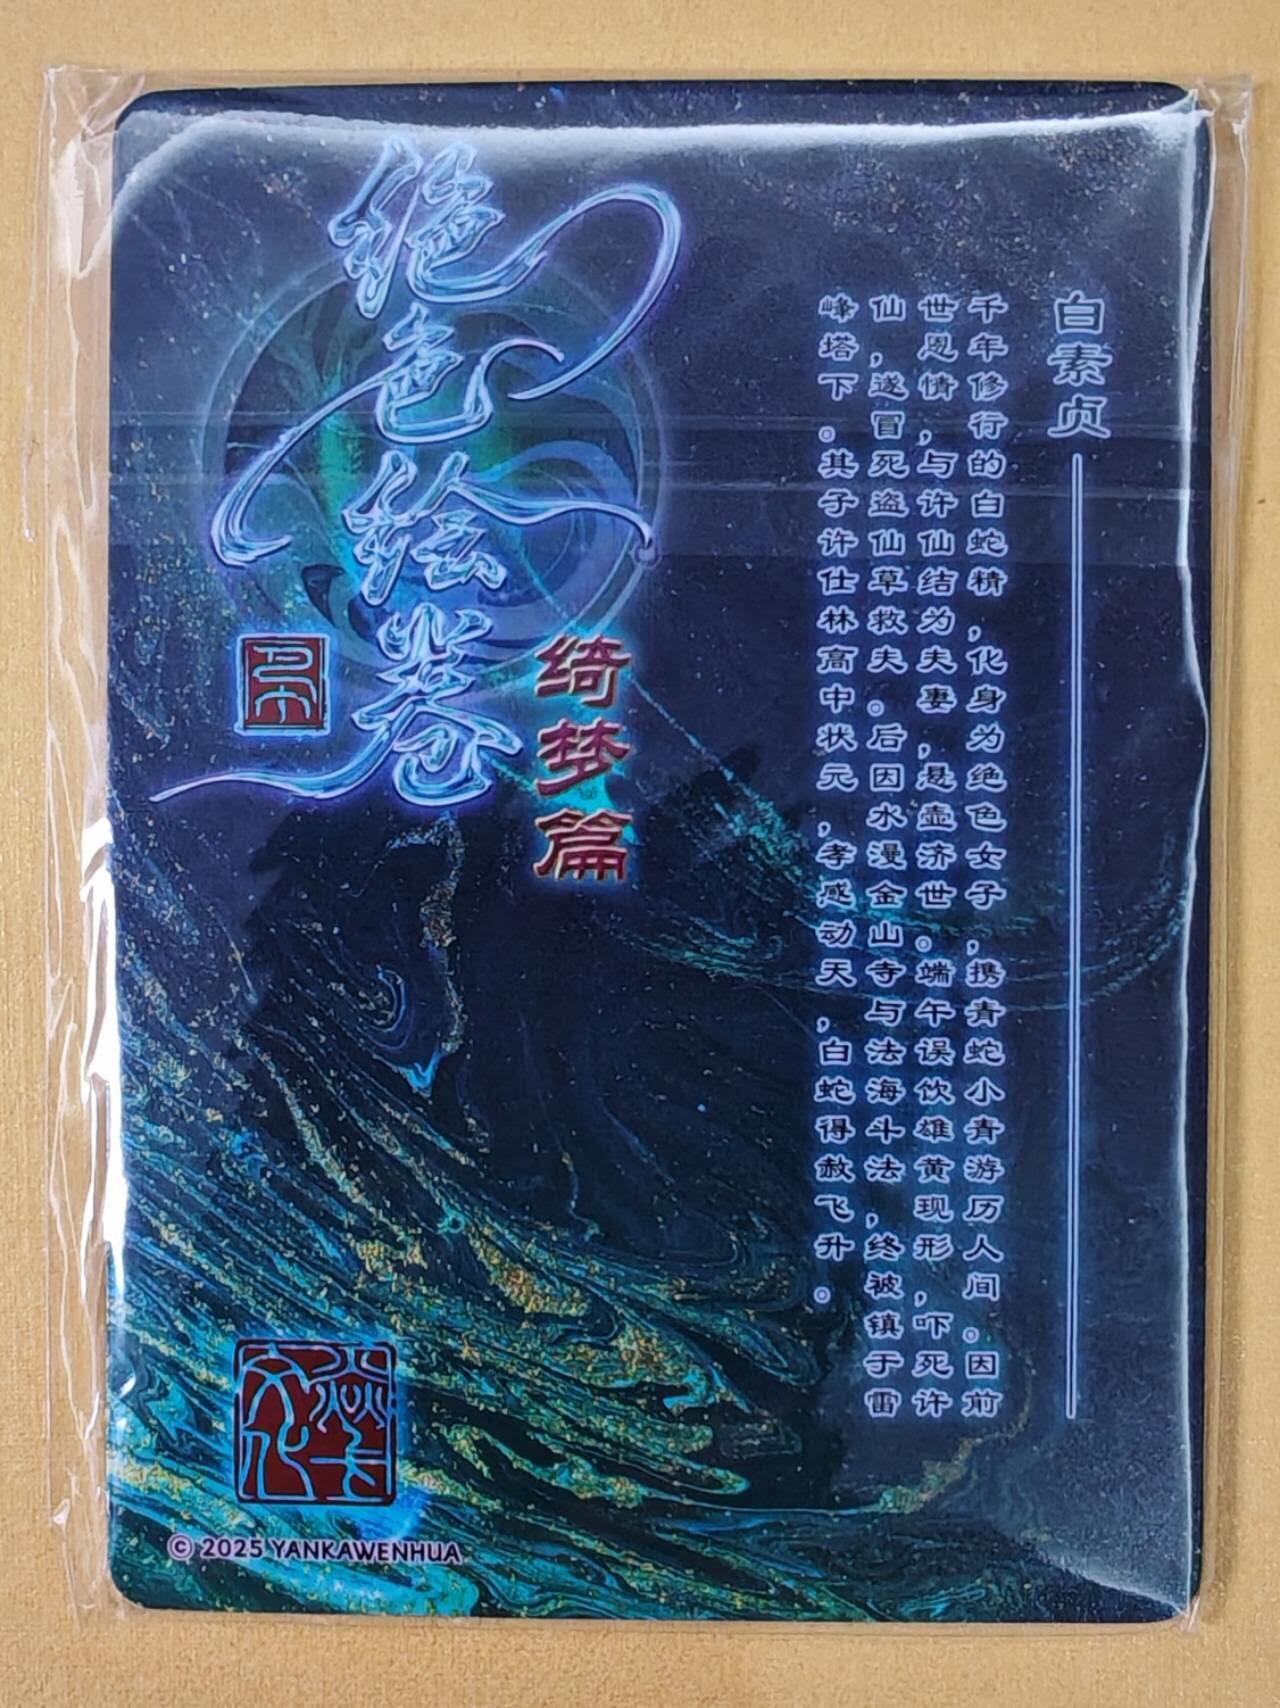 白素贞
千年修行的白蛇精，化身为绝色女子，携青蛇小青游历人间。因前
世恩情，与许仙结为夫妻，悬壶济世。端午误饮雄黄现形，吓死许
仙，遂冒死盗仙草救夫。后因水漫金山寺与法海斗法，终被镇于雷
峰塔下。其子许仕林高中状元，孝感动天，白蛇得赦飞升。
绝色绘卷
绮梦篇
© 2025 YANKAWENHUA